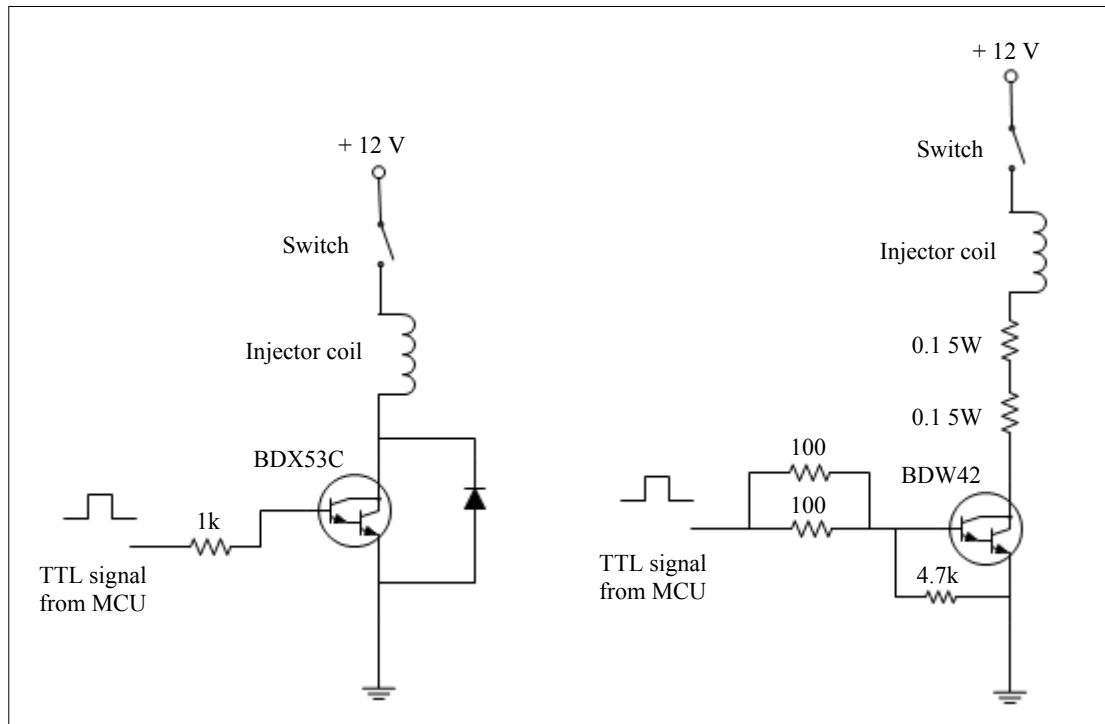 + 12 V
Switch
Injector coil
BDX53C
1k
TTL signal
from MCU
+ 12 V
Switch
Injector coil
0.1 5W
0.1 5W
100
BDW42
100
4.7k
TTL signal
from MCU